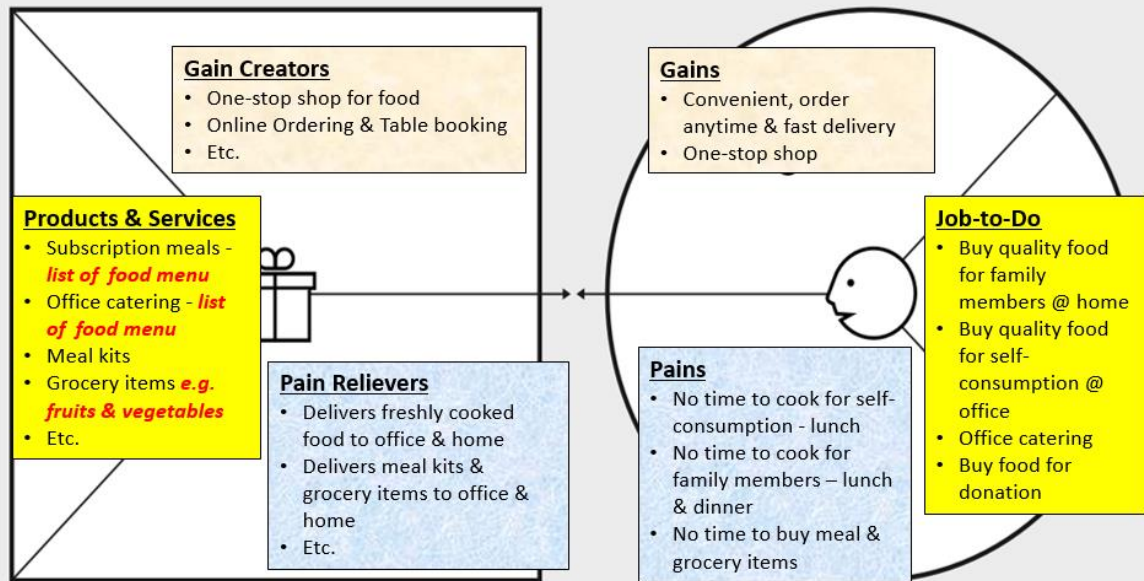 Gain Creators
• One-stop shop for food
• Online Ordering & Table booking
• Etc.
Gains
• Convenient, order
anytime & fast delivery
• One-stop shop
Products & Services
• Subscription meals -
list of food menu
• Office catering - list
of food menu
• Meal kits
• Grocery items e.g.
fruits & vegetables
• Etc.
Job-to-Do
• Buy quality food
for family
members @ home
• Buy quality food
for self-
consumption @
office
• Office catering
• Buy food for
donation
Pain Relievers
• Delivers freshly cooked
food to office & home
• Delivers meal kits &
grocery items to office &
home
• Etc.
Pains
• No time to cook for self-
consumption - lunch
• No time to cook for
family members – lunch
& dinner
• No time to buy meal &
grocery items